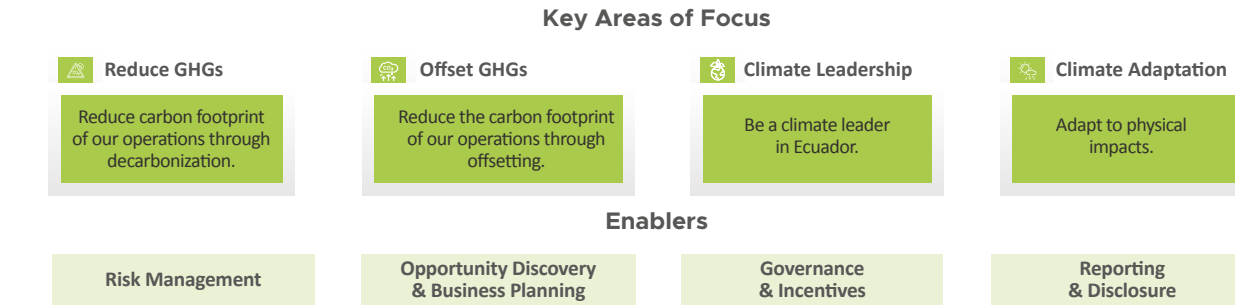 Key Areas of Focus
Reduce GHGs
Reduce carbon footprint
of our operations through
decarbonization.
Offset GHGs
Reduce the carbon footprint
of our operations through
offsetting.
Climate Leadership
Be a climate leader
in Ecuador.
Climate Adaptation
Adapt to physical
impacts.
Enablers
Risk Management
Opportunity Discovery
& Business Planning
Governance
& Incentives
Reporting
& Disclosure